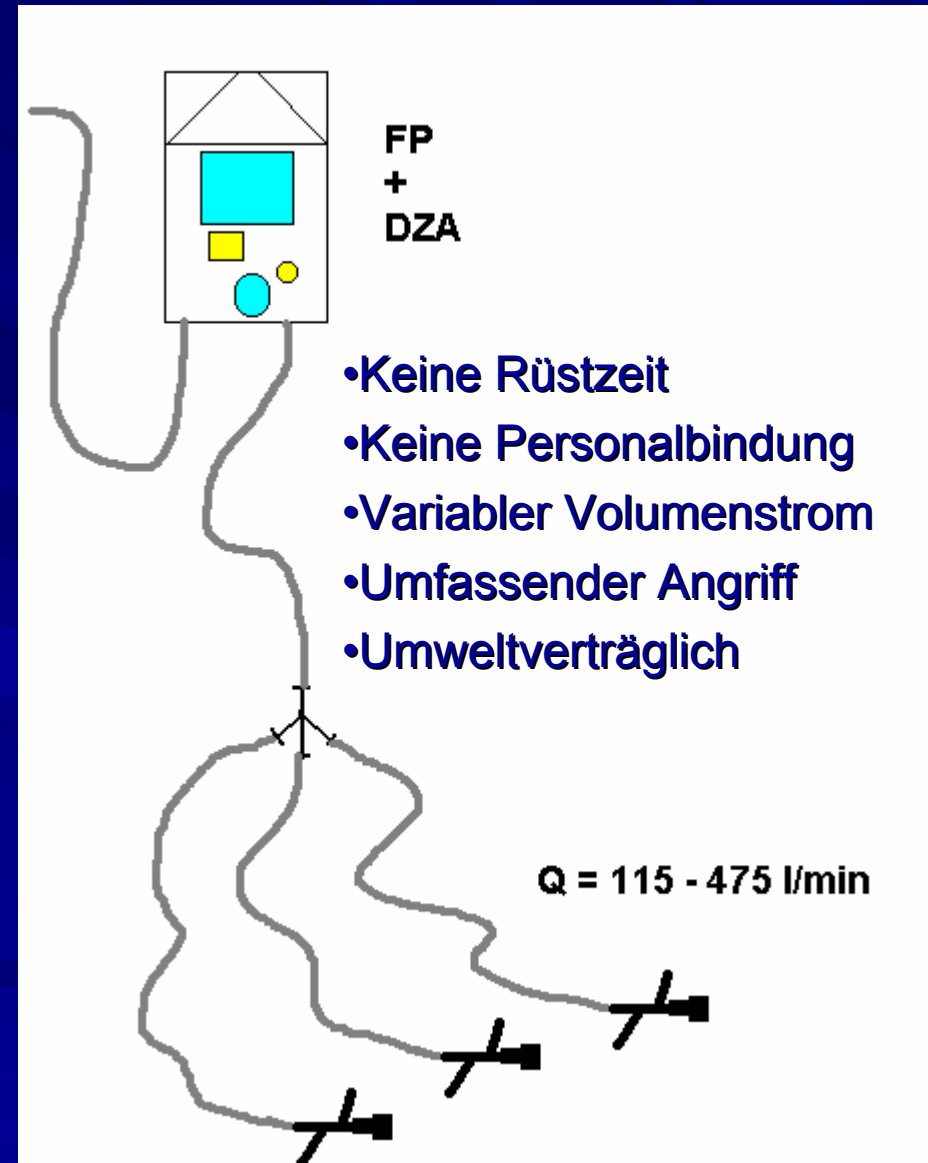 FP
+
DZA
•Keine Rüstzeit
•Keine Personalbindung
•Variabler Volumenstrom
•Umfassender Angriff
•Umweltverträglich
Q = 115 - 475 l/min